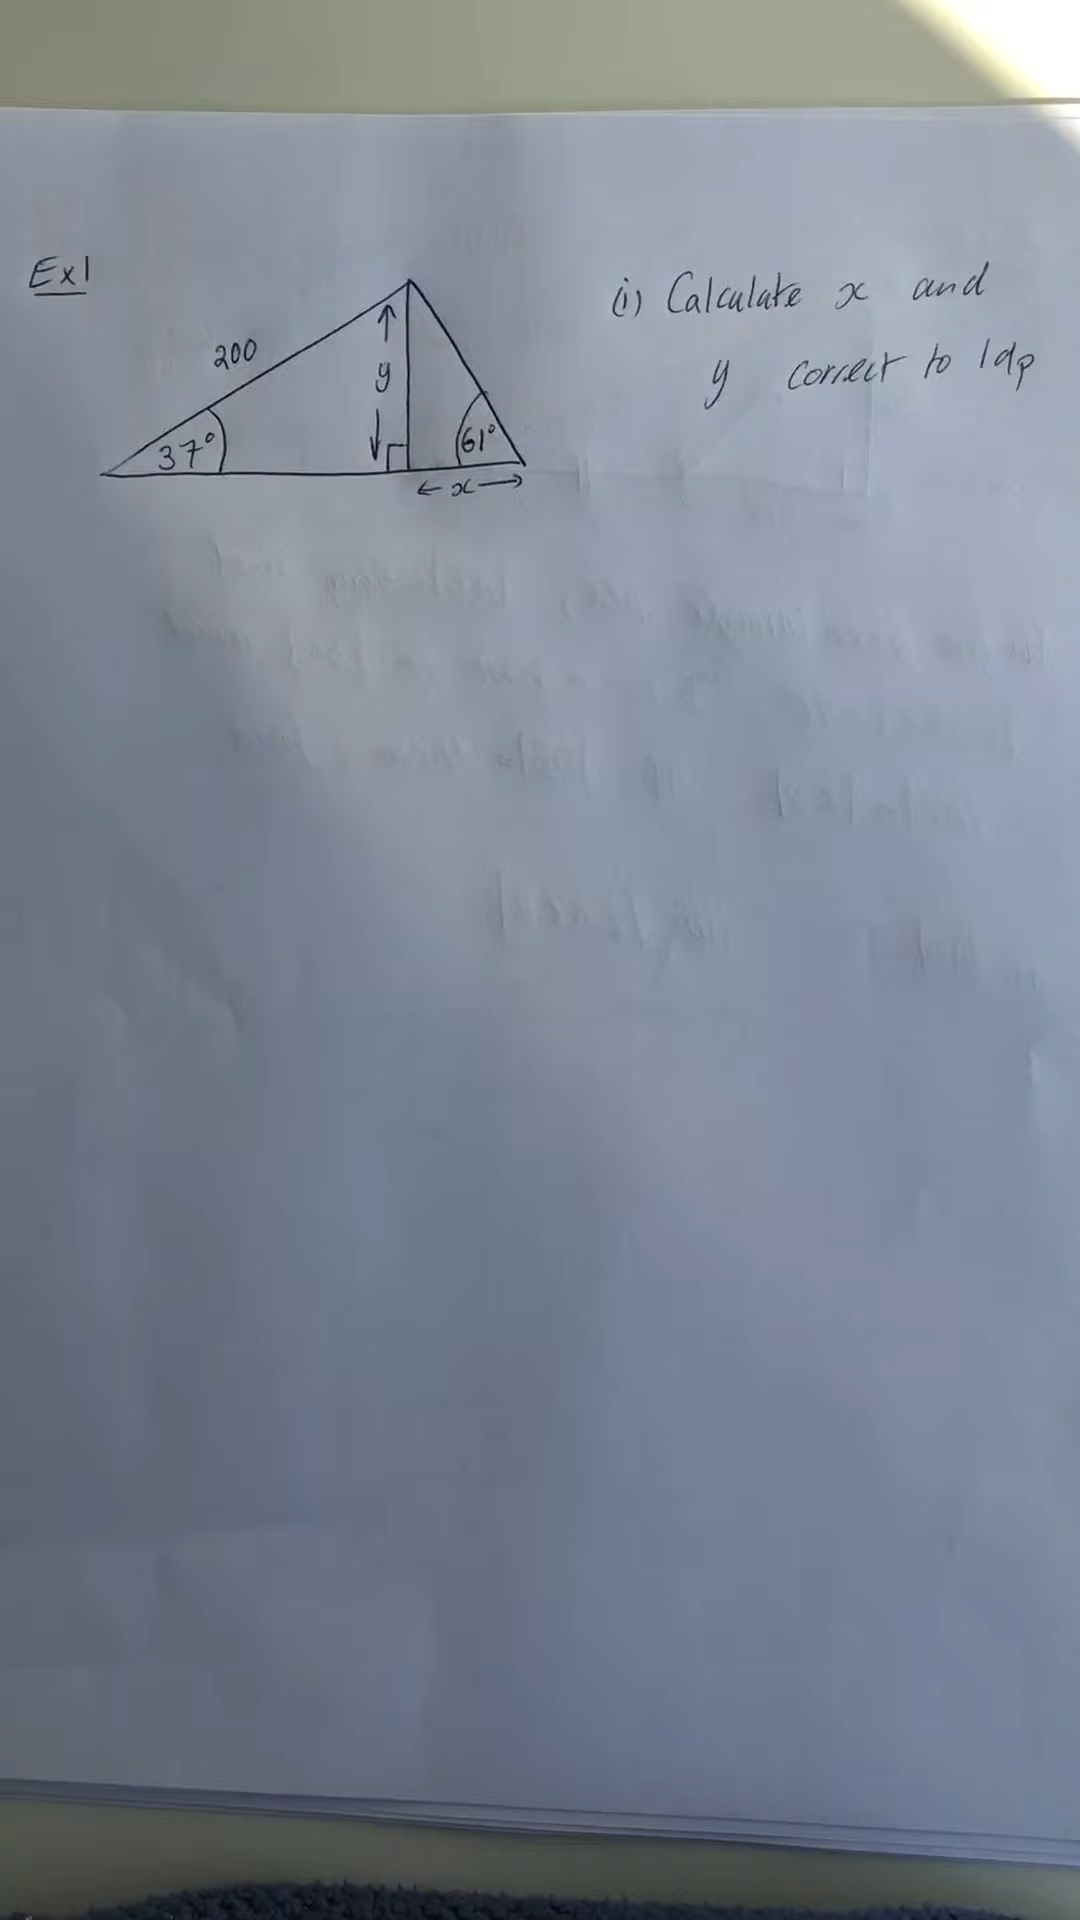 Ex1
(i) Calculate x and
y correct to 1dp
200
y
37°
61°
x